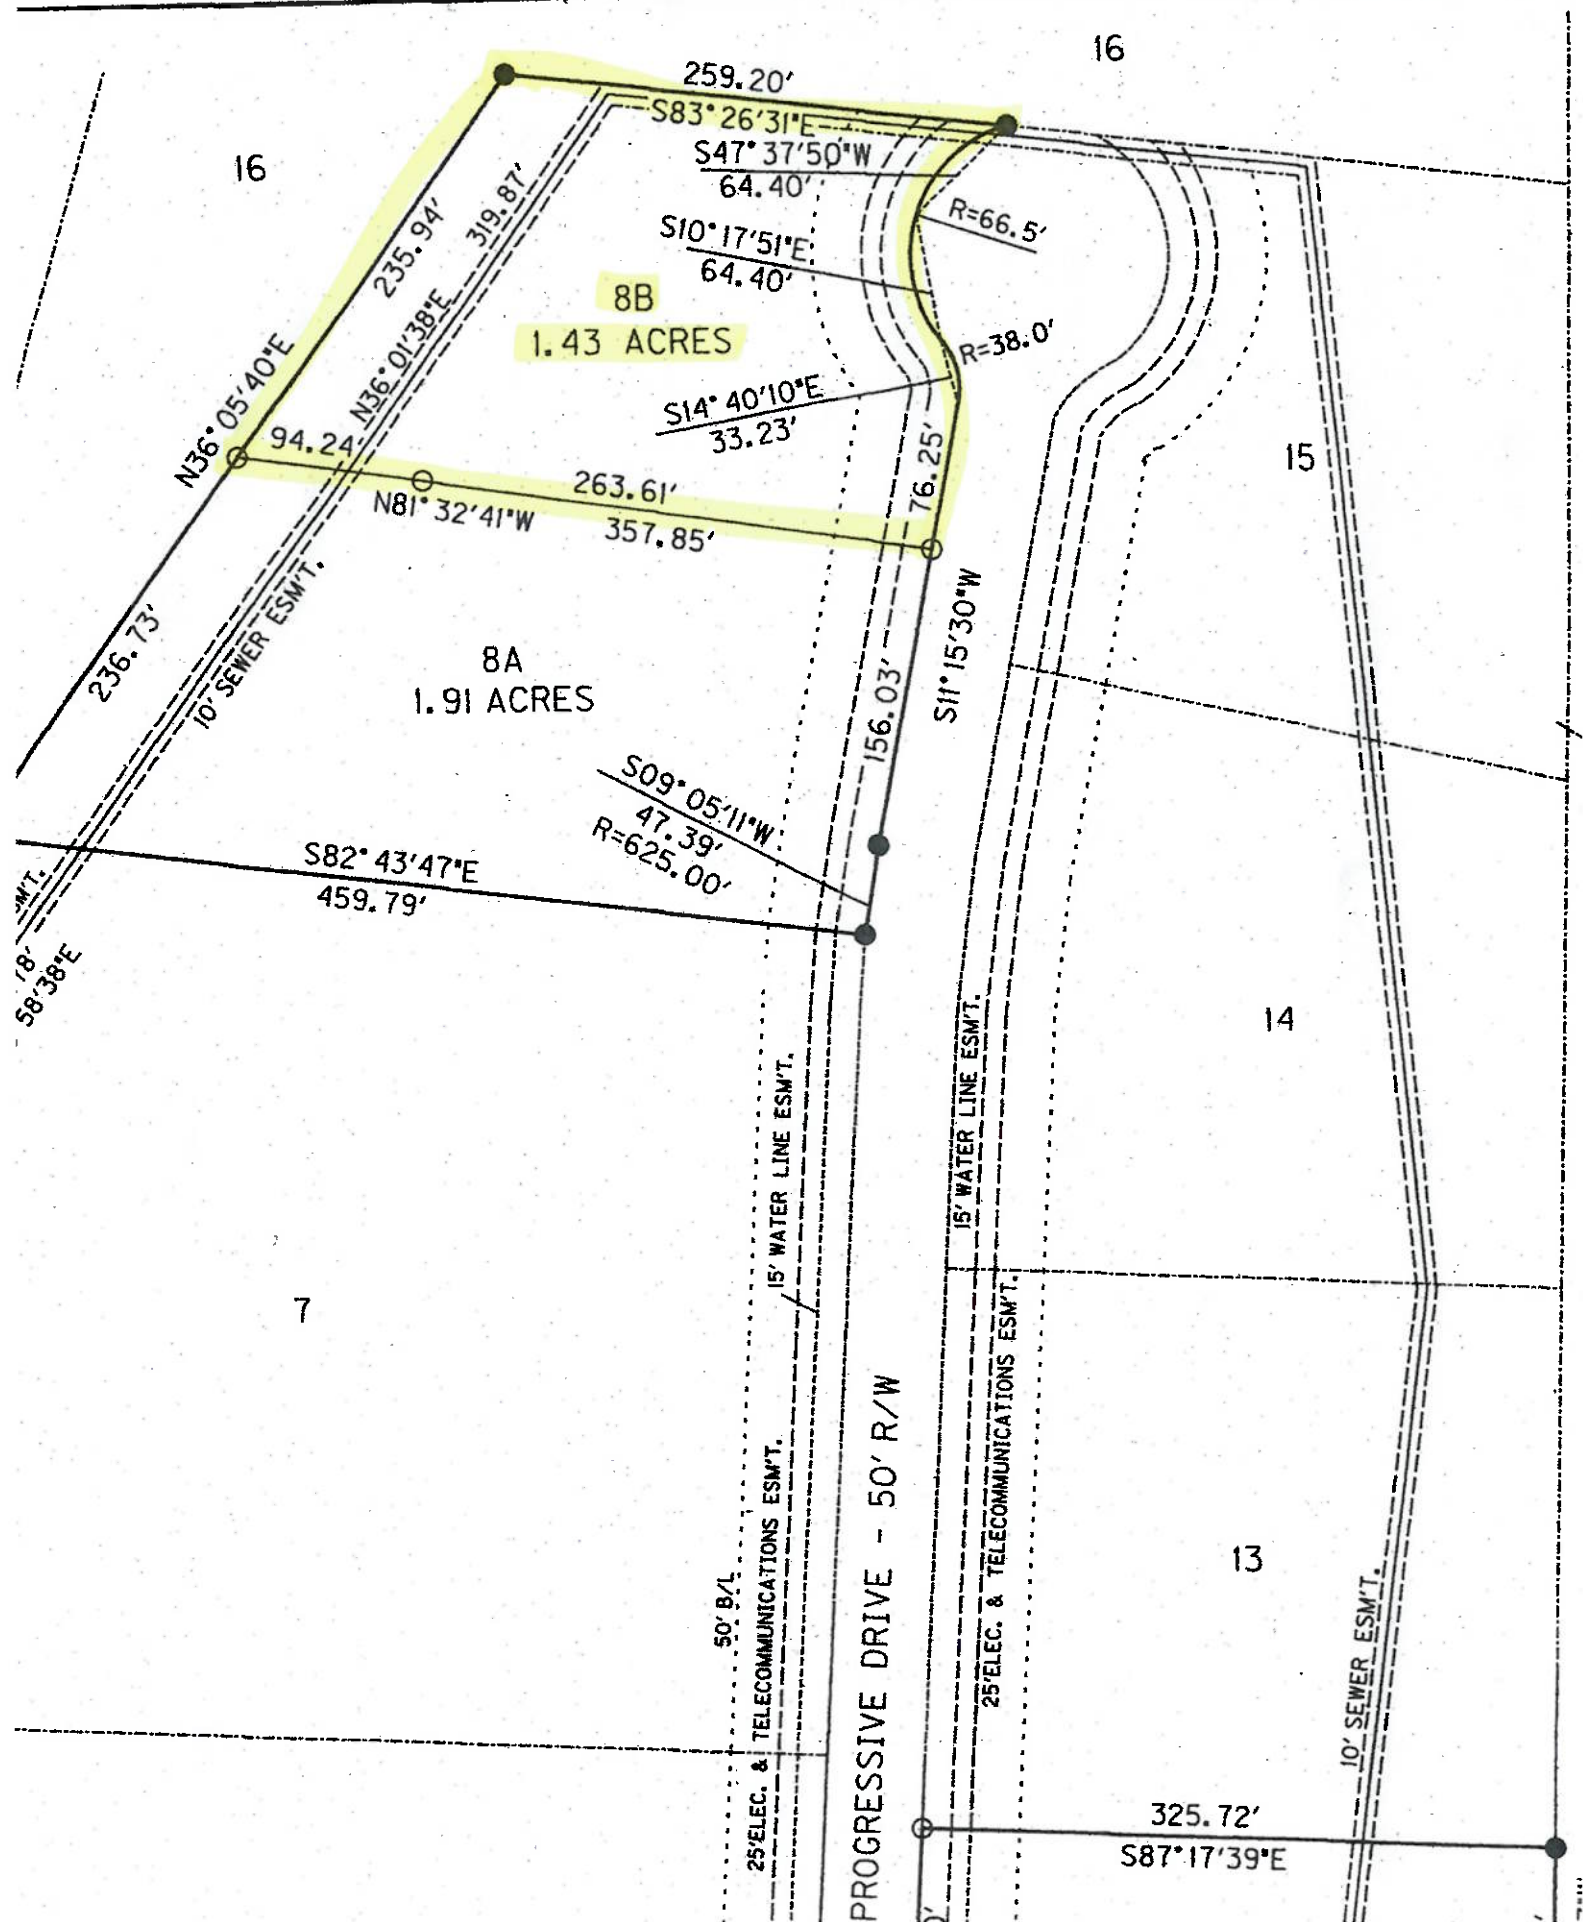 16
259.20'
S83°26'31"E
16
S47°37'50"W
64.40'
319.87'
235.94'
R=66.5'
S10°17'51"E
64.40'
8B
1.43 ACRES
N36°01'38"E
R=38.0'
N36°05'40"E
S14°40'10"E
33.23'
94.24'
76.25'
15
263.61'
N81°32'41"W
357.85'
10' SEWER ESM'T.
236.73'
S11°15'30"W
8A
1.91 ACRES
156.03'
S09°05'11"W
47.39'
R=625.00'
S82°43'47"E
459.79'
SM'T.
18'
58'38"E
14
15' WATER LINE ESM'T.
15' WATER LINE ESM'T.
7
25'ELEC. & TELECOMMUNICATIONS ESM'T.
25'ELEC. & TELECOMMUNICATIONS ESM'T.
50' B/L
PROGRESSIVE DRIVE - 50' R/W
13
10' SEWER ESM'T.
325.72'
S87°17'39"E